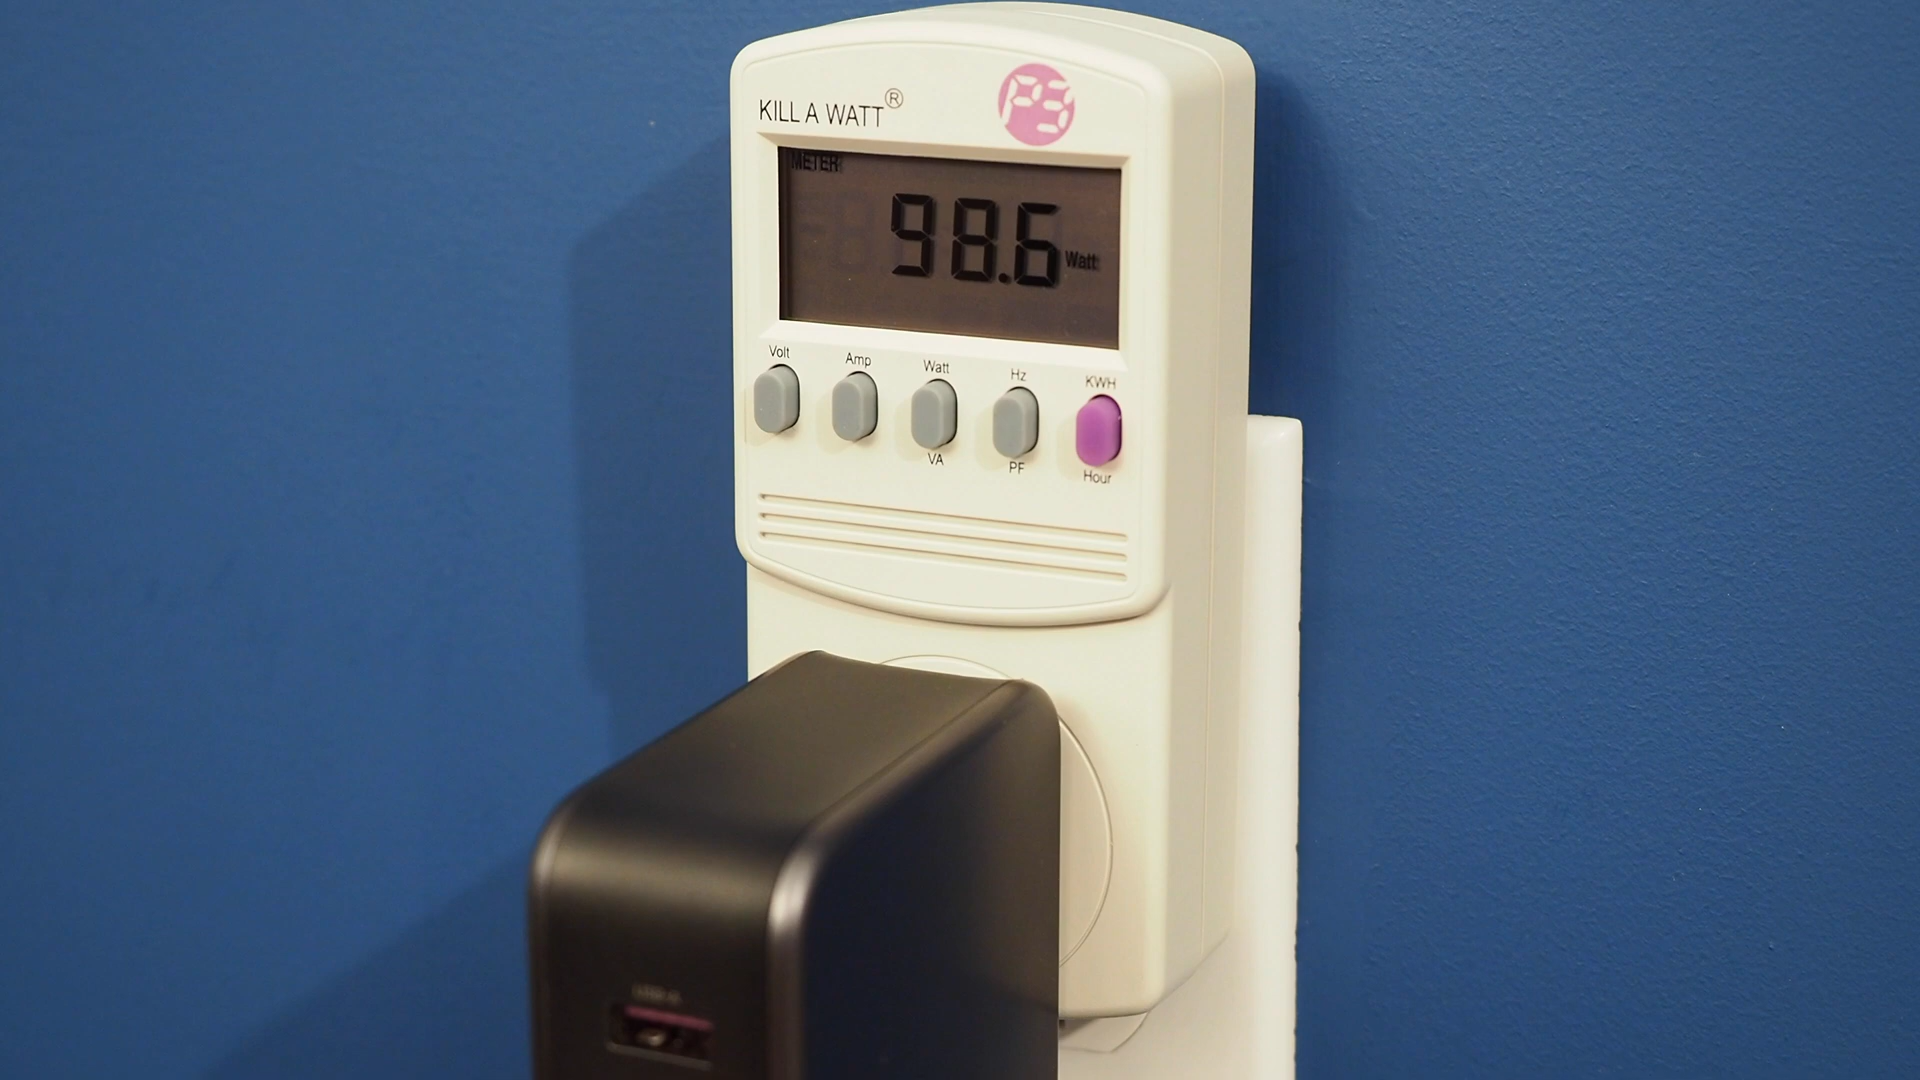 KILL A WATT®
P3
METER
98.6 Watt
Volt Amp Watt Hz KWH
VA PF Hour